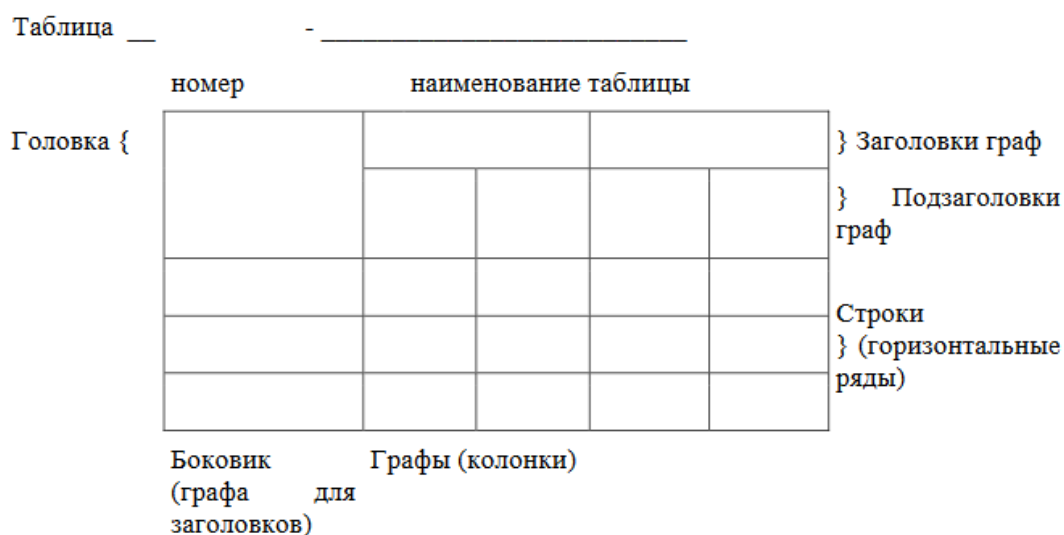 Таблица __ - __________________________
номер наименование таблицы
Головка {
} Заголовки граф
} Подзаголовки
граф
Строки
} (горизонтальные
ряды)
Боковик Графы (колонки)
(графа для
заголовков)